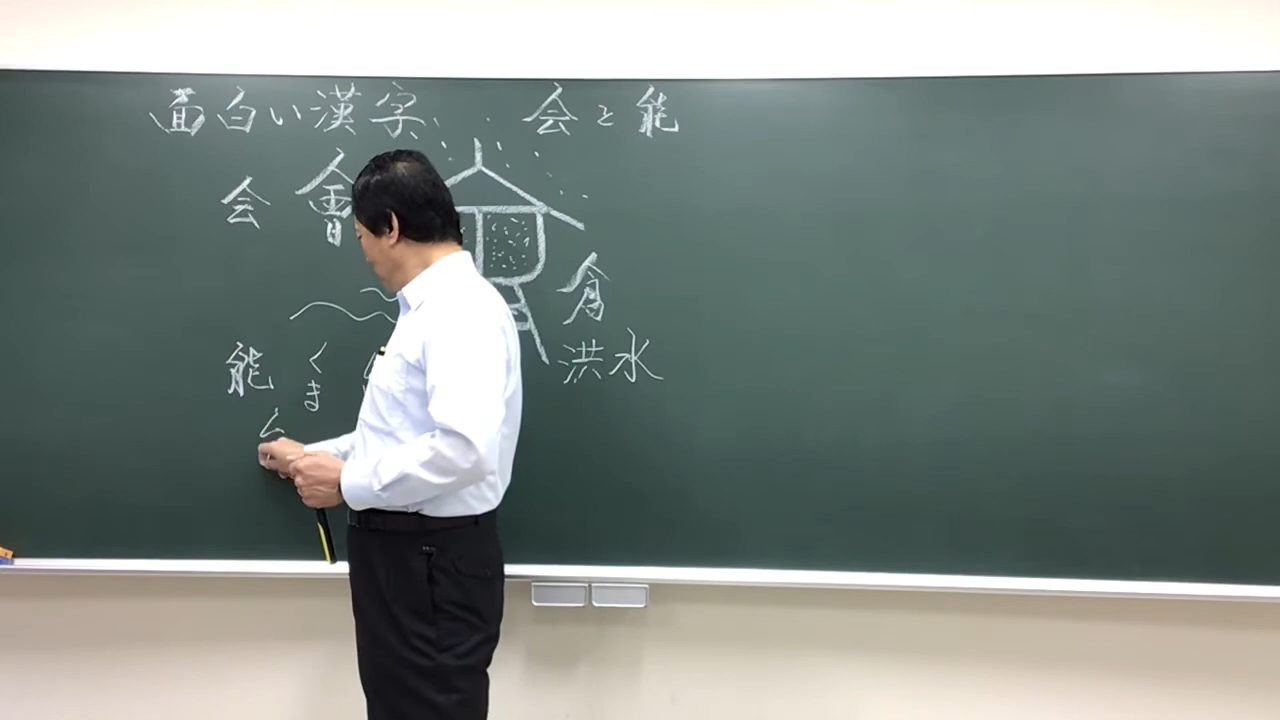 面白い漢字 会と能
会 會
倉
洪水
能 くま
ム